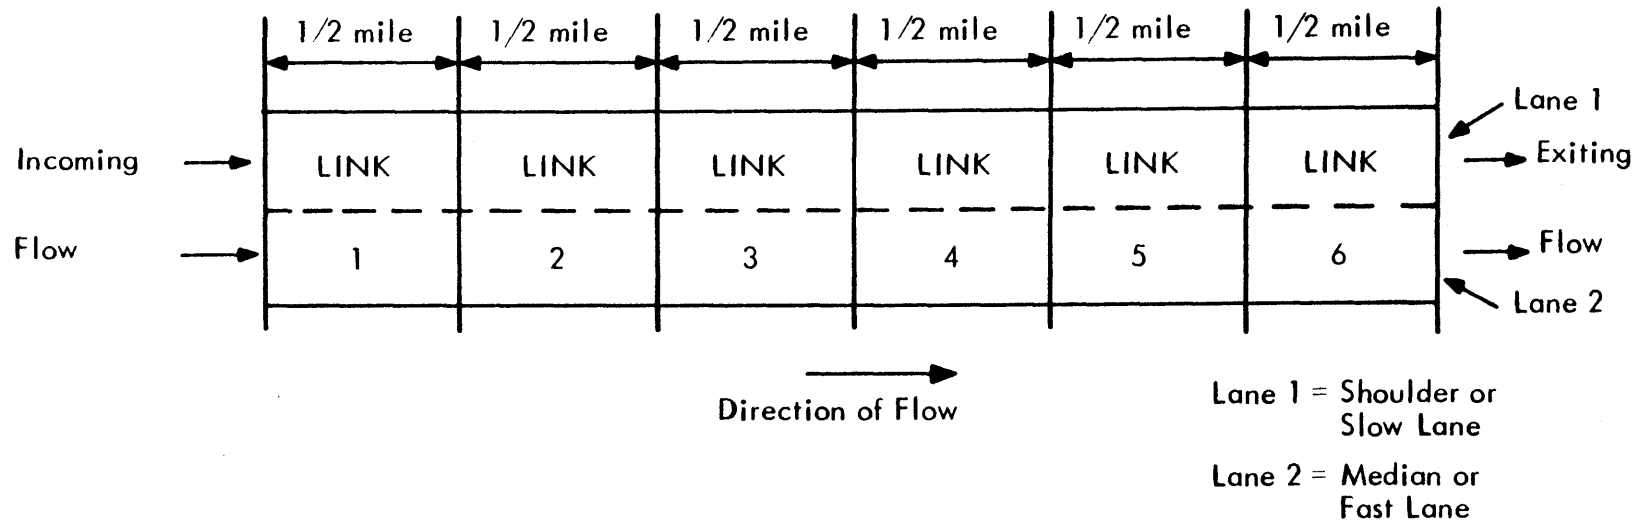 1/2 mile 1/2 mile 1/2 mile 1/2 mile 1/2 mile 1/2 mile
Lane 1
Incoming LINK LINK LINK LINK LINK LINK Exiting
Flow 1 2 3 4 5 6 Flow
Lane 2
Direction of Flow
Lane 1 = Shoulder or
Slow Lane
Lane 2 = Median or
Fast Lane